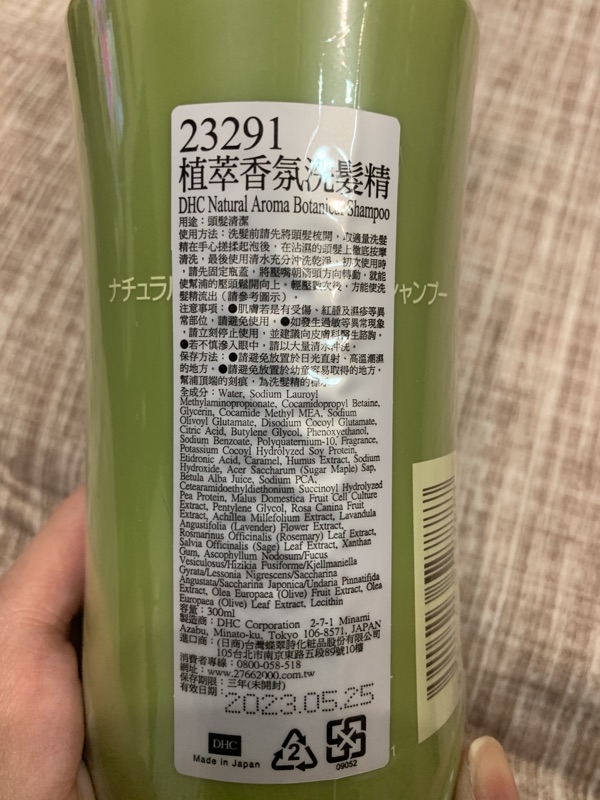 23291
植萃香氛洗髮精
DHC Natural Aroma Botanical Shampoo
用途：頭髮清潔
使用方法：洗髮前請先將頭髮梳開，取適量洗髮
精在手心搓揉起泡後，在沾濕的頭髮上徹底按摩
清洗，最後使用清水充分沖洗乾淨。初次使用時
，請先固定瓶蓋，將壓嘴朝箭頭方向轉動，就能
使幫浦的壓頭鬆開向上。輕壓數次後，方能使洗
髮精流出（請參考圖示）。
ナチュラル
シャンプー
注意事項：●肌膚若是有受傷、紅腫及濕疹等異
常部位，請避免使用。●如發生過敏等異常現象
，請立刻停止使用，並建議向皮膚科醫生諮詢。
●若不慎滲入眼中，請以大量清水沖洗。
保存方法：●請避免放置於日光直射、高溫潮濕
的地方。●請避免放置於幼童容易取得的地方。
幫浦頂端的刻痕，為洗髮精的標示
全成分：Water, Sodium Lauroyl
Methylaminopropionate, Cocamidopropyl Betaine,
Glycerin, Cocamide Methyl MEA, Sodium
Olivoyl Glutamate, Disodium Cocoyl Glutamate,
Citric Acid, Butylene Glycol, Phenoxyethanol,
Sodium Benzoate, Polyquaternium-10, Fragrance,
Potassium Cocoyl Hydrolyzed Soy Protein,
Etidronic Acid, Caramel, Humus Extract, Sodium
Hydroxide, Acer Saccharum (Sugar Maple) Sap,
Betula Alba Juice, Sodium PCA,
Cetearamidoethyldiethonium Succinoyl Hydrolyzed
Pea Protein, Malus Domestica Fruit Cell Culture
Extract, Pentylene Glycol, Rosa Canina Fruit
Extract, Achillea Millefolium Extract, Lavandula
Angustifolia (Lavender) Flower Extract,
Rosmarinus Officinalis (Rosemary) Leaf Extract,
Salvia Officinalis (Sage) Leaf Extract, Xanthan
Gum, Ascophyllum Nodosum/Fucus
Vesiculosus/Hizikia Fusiforme/Kjellmaniella
Gyrata/Lessonia Nigrescens/Saccharina
Angustata/Saccharina Japonica/Undaria Pinnatifida
Extract, Olea Europaea (Olive) Fruit Extract, Olea
Europaea (Olive) Leaf Extract, Lecithin
容量：300ml
製造商：DHC Corporation 2-7-1 Minami
Azabu, Minato-ku, Tokyo 106-8571, JAPAN
進口商：(日商)台灣蝶翠詩化粧品股份有限公司
105台北市南京東路五段89號10樓
消費者專線：0800-058-518
網址：www.27662000.com.tw
保存期限：三年(未開封)
有效日期：2023.05.25
DHC
Made in Japan
2
09052
1